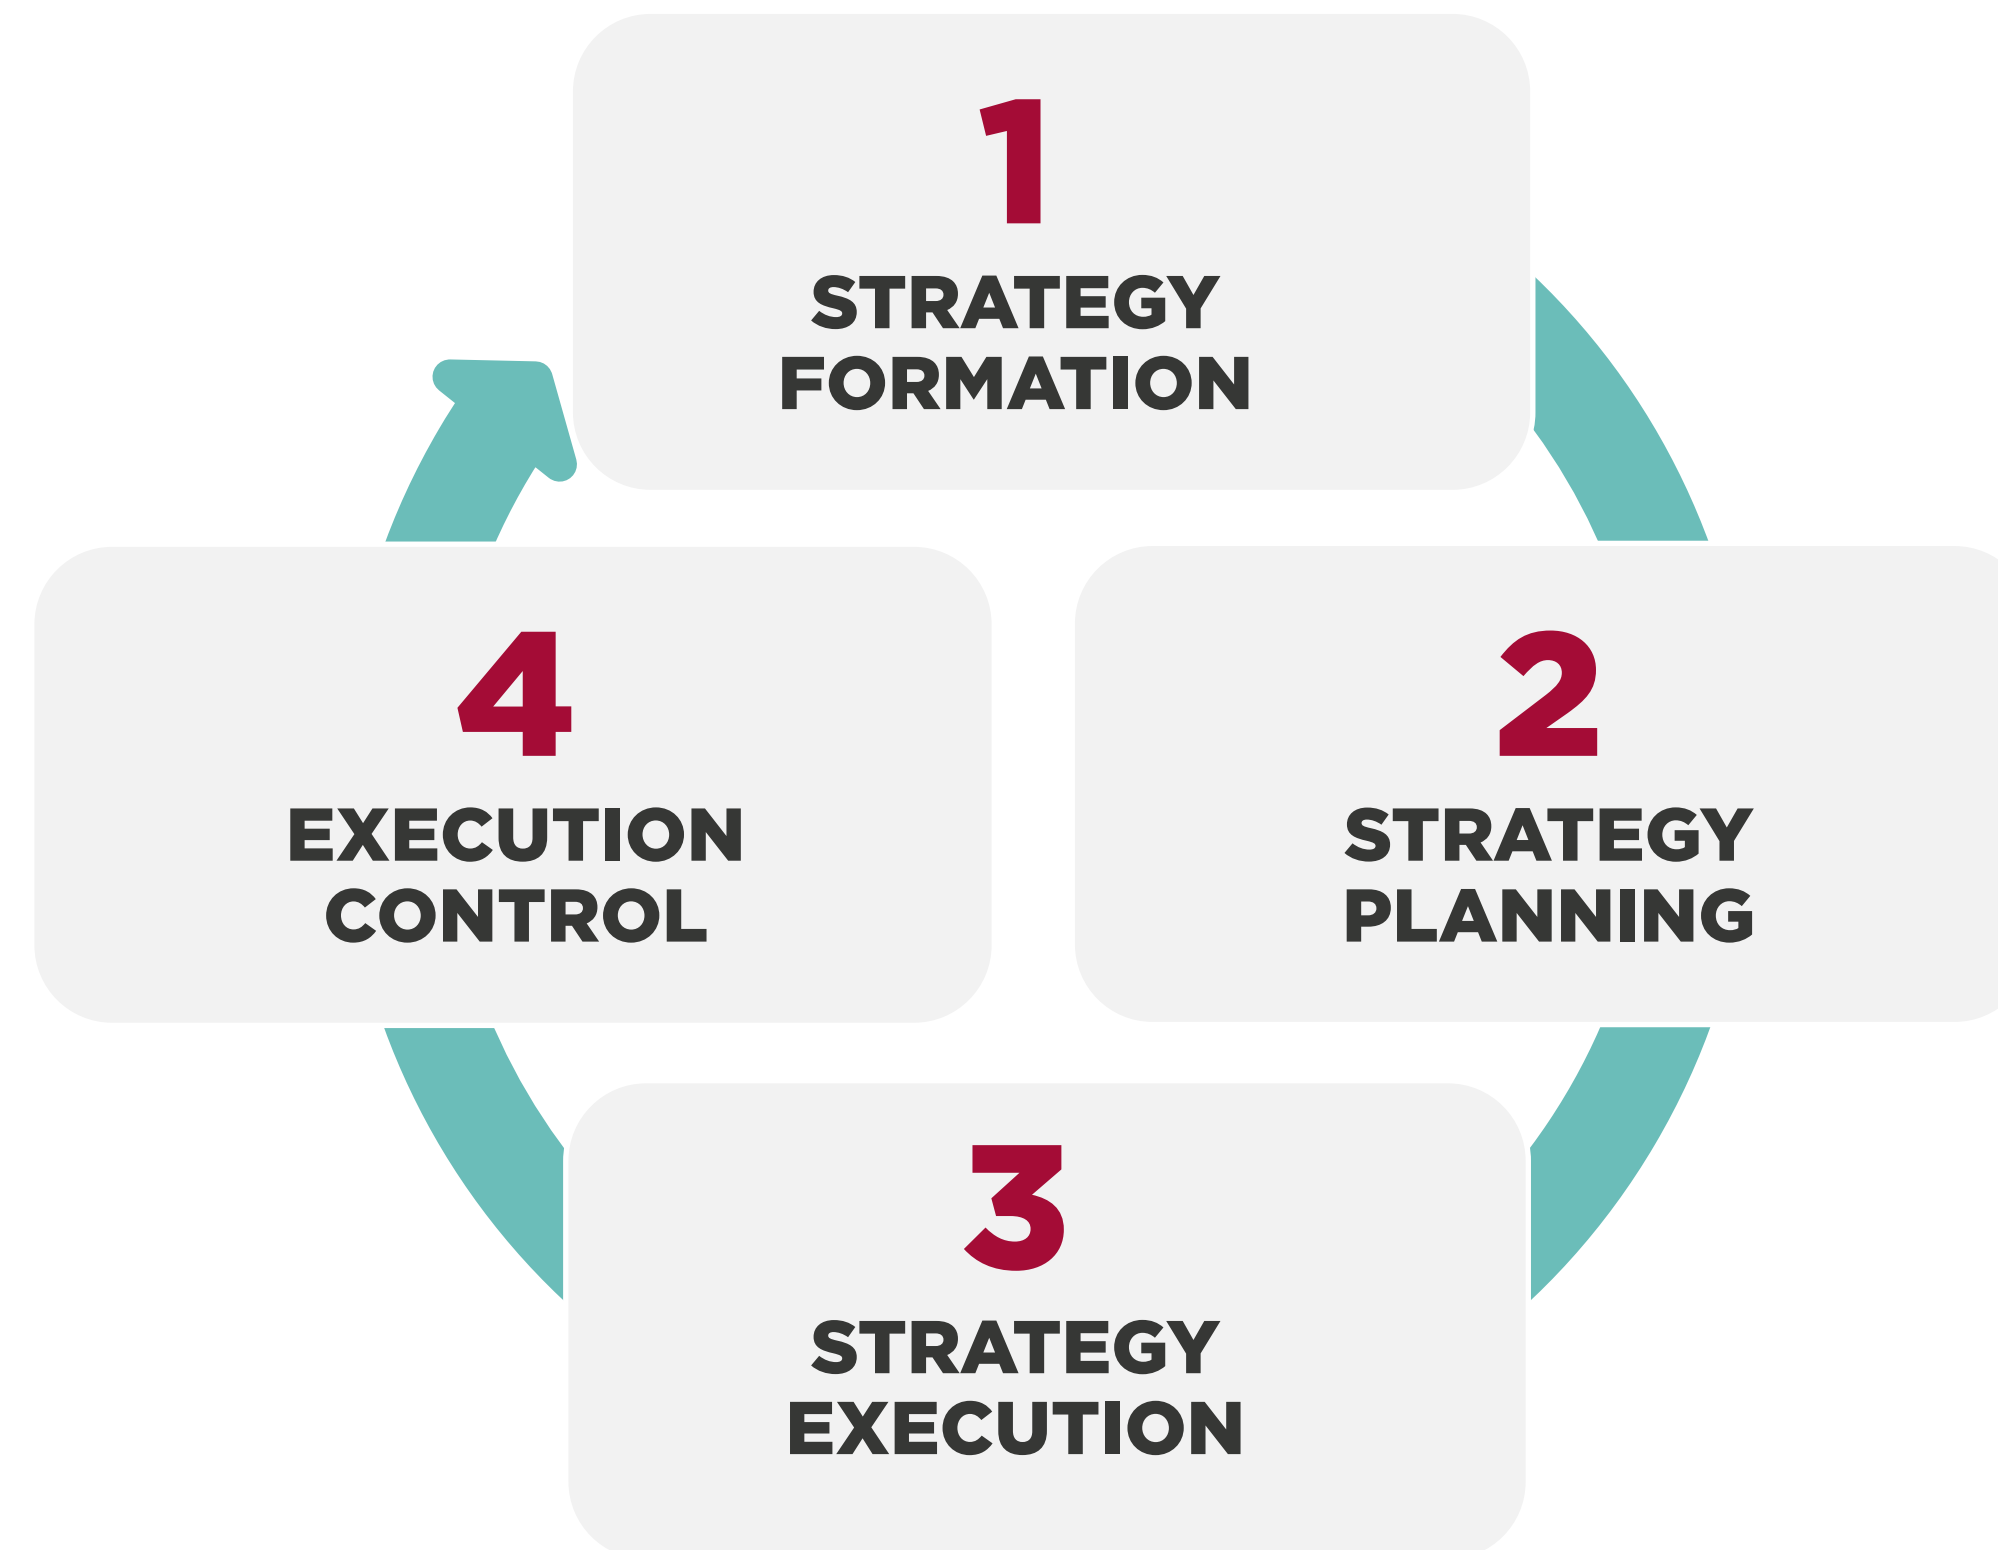 1
STRATEGY
FORMATION
2
STRATEGY
PLANNING
3
STRATEGY
EXECUTION
4
EXECUTION
CONTROL